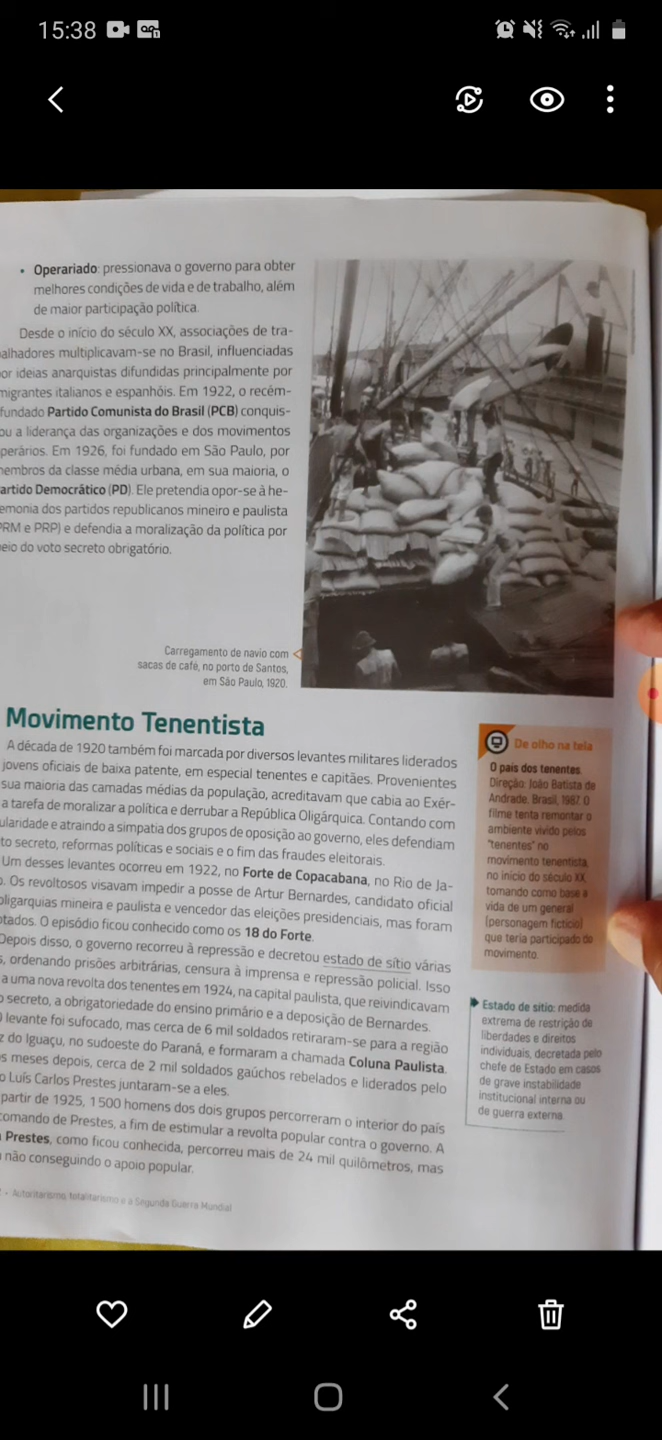 15:38
• Operariado: pressionava o governo para obter
melhores condições de vida e de trabalho, além
de maior participação política.
Desde o início do século XX, associações de tra-
alhadores multiplicavam-se no Brasil, influenciadas
or ideias anarquistas difundidas principalmente por
migrantes italianos e espanhóis. Em 1922, o recém-
fundado Partido Comunista do Brasil (PCB) conquis-
ou a liderança das organizações e dos movimentos
perários. Em 1926, foi fundado em São Paulo, por
membros da classe média urbana, em sua maioria, o
artido Democrático (PD). Ele pretendia opor-se à he-
emonia dos partidos republicanos mineiro e paulista
PRM e PRP) e defendia a moralização da política por
eio do voto secreto obrigatório.
Carregamento de navio com
sacas de café, no porto de Santos,
em São Paulo, 1920.
Movimento Tenentista
A década de 1920 também foi marcada por diversos levantes militares liderados
jovens oficiais de baixa patente, em especial tenentes e capitães. Provenientes
sua maioria das camadas médias da população, acreditavam que cabia ao Exér-
a tarefa de moralizar a política e derrubar a República Oligárquica. Contando com
ularidade e atraindo a simpatia dos grupos de oposição ao governo, eles defendiam
to secreto, reformas políticas e sociais e o fim das fraudes eleitorais.
Um desses levantes ocorreu em 1922, no Forte de Copacabana, no Rio de Ja-
o. Os revoltosos visavam impedir a posse de Artur Bernardes, candidato oficial
oligarquias mineira e paulista e vencedor das eleições presidenciais, mas foram
otados. O episódio ficou conhecido como os 18 do Forte.
Depois disso, o governo recorreu à repressão e decretou estado de sítio várias
s, ordenando prisões arbitrárias, censura à imprensa e repressão policial. Isso
a uma nova revolta dos tenentes em 1924, na capital paulista, que reivindicavam
o secreto, a obrigatoriedade do ensino primário e a deposição de Bernardes.
O levante foi sufocado, mas cerca de 6 mil soldados retiraram-se para a região
z do Iguaçu, no sudoeste do Paraná, e formaram a chamada Coluna Paulista.
s meses depois, cerca de 2 mil soldados gaúchos rebelados e liderados pelo
o Luís Carlos Prestes juntaram-se a eles.
partir de 1925, 1500 homens dos dois grupos percorreram o interior do país
comando de Prestes, a fim de estimular a revolta popular contra o governo. A
a Prestes, como ficou conhecida, percorreu mais de 24 mil quilômetros, mas
não conseguindo o apoio popular.
• Autoritarismo, totalitarismo e a Segunda Guerra Mundial
De olho na tela
O país dos tenentes.
Direção: João Batista de
Andrade. Brasil, 1987. O
filme tenta remontar o
ambiente vivido pelos
"tenentes" no
movimento tenentista,
no início do século XX,
tomando como base a
vida de um general
(personagem fictício)
que teria participado do
movimento.
Estado de sítio: medida
extrema de restrição de
liberdades e direitos
individuais, decretada pelo
chefe de Estado em casos
de grave instabilidade
institucional interna ou
de guerra externa.